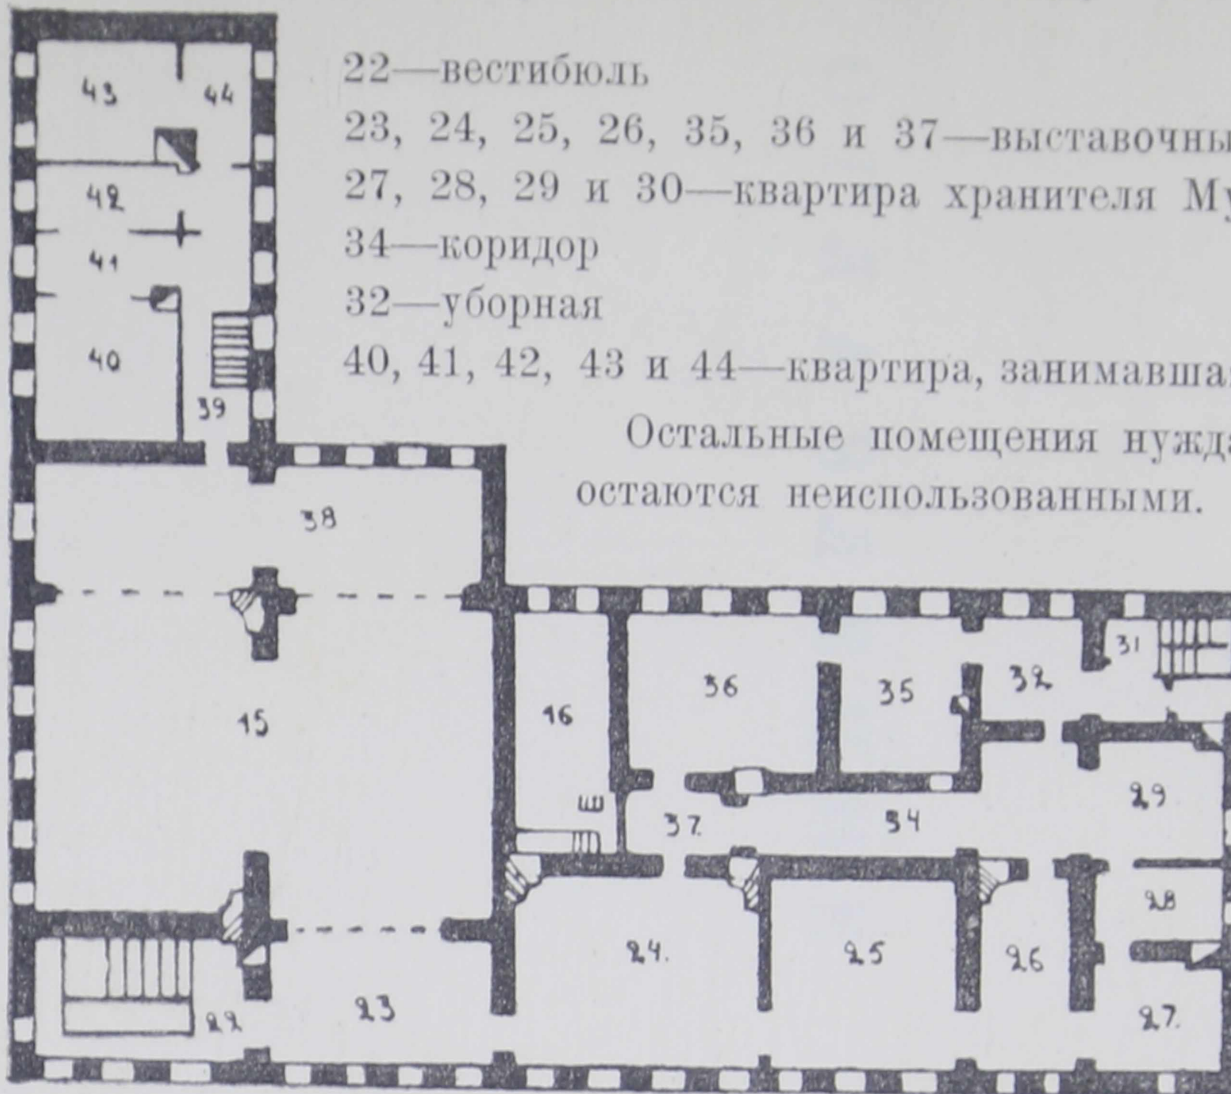 22—вестибюль
23, 24, 25, 26, 35, 36 и 37—выставочны
27, 28, 29 и 30—квартира хранителя Му
34—коридор
32—уборная
40, 41, 42, 43 и 44—квартира, занимавша
Остальные помещения нужда
остаются неиспользованными.
43 44
42
41
40
39
38
15
16
36
35
32
31
37.
34
29
28
24.
25
26
27.
22
23